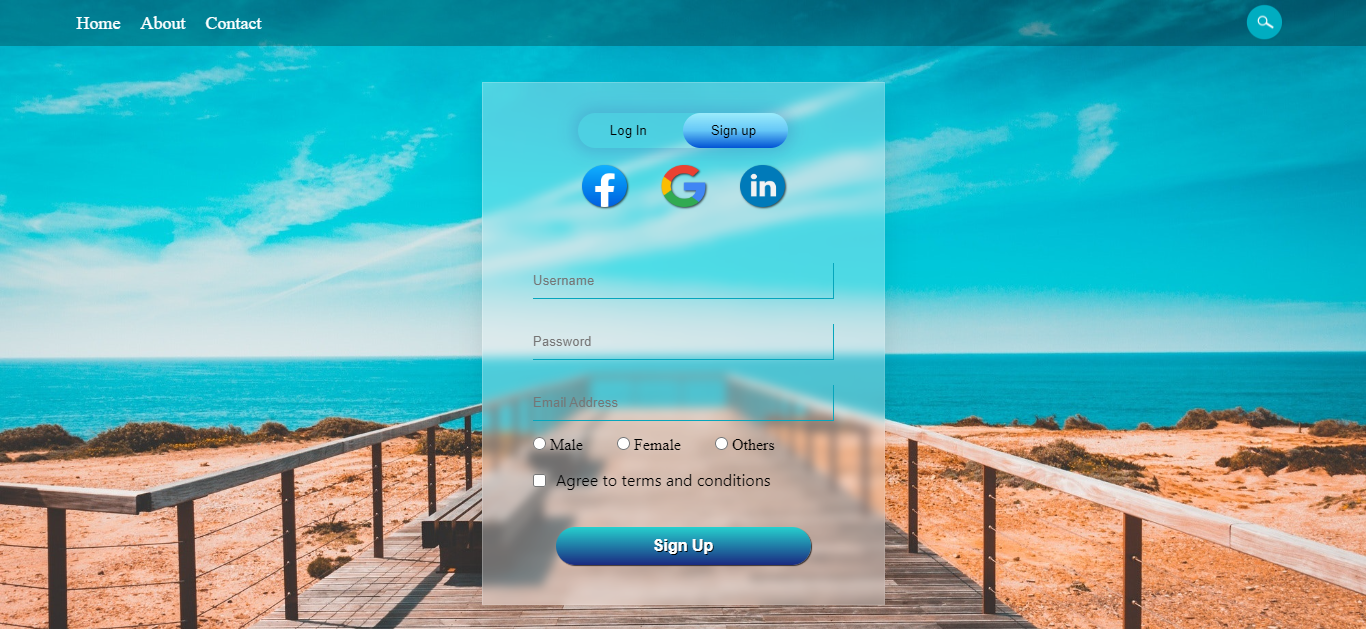 Home About Contact
Log In Sign up
f G in
Username
Password
Email Address
Male Female Others
Agree to terms and conditions
Sign Up